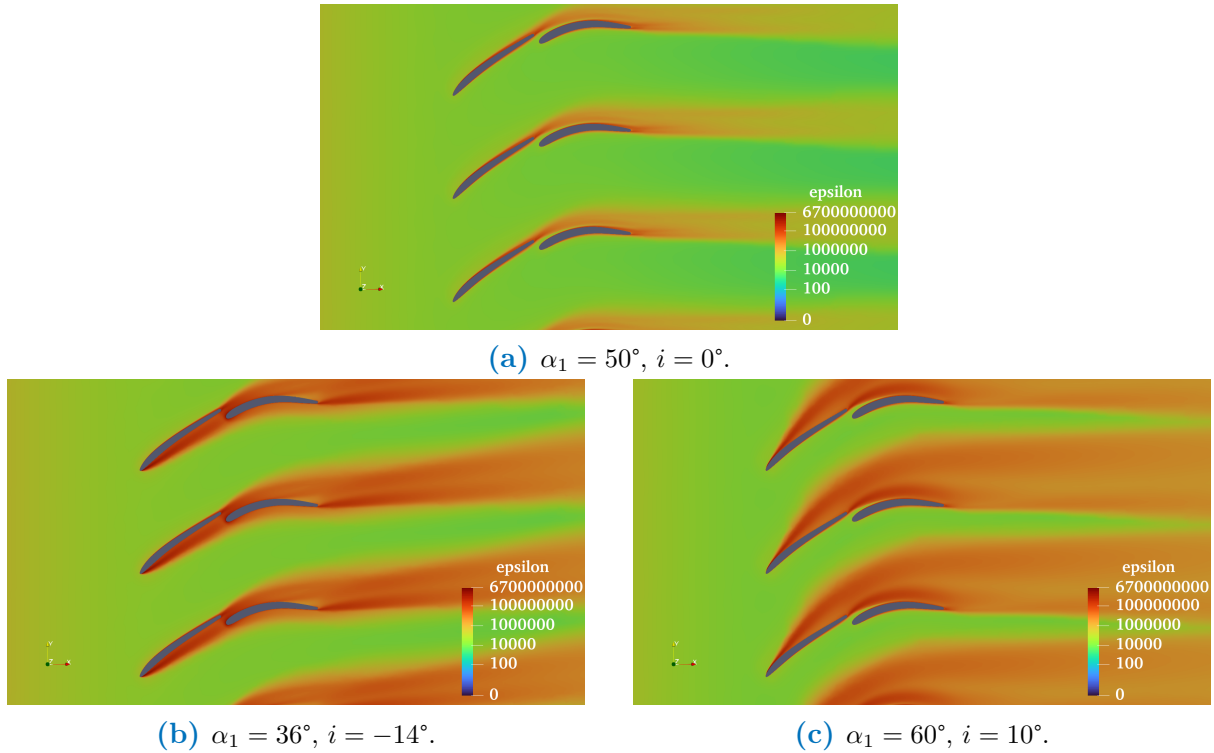 epsilon
6700000000
100000000
1000000
10000
100
0
Y
Z
X
(a) α₁ = 50°, i = 0°.
epsilon
6700000000
100000000
1000000
10000
100
0
Y
Z
X
(b) α₁ = 36°, i = −14°.
epsilon
6700000000
100000000
1000000
10000
100
0
Y
Z
X
(c) α₁ = 60°, i = 10°.